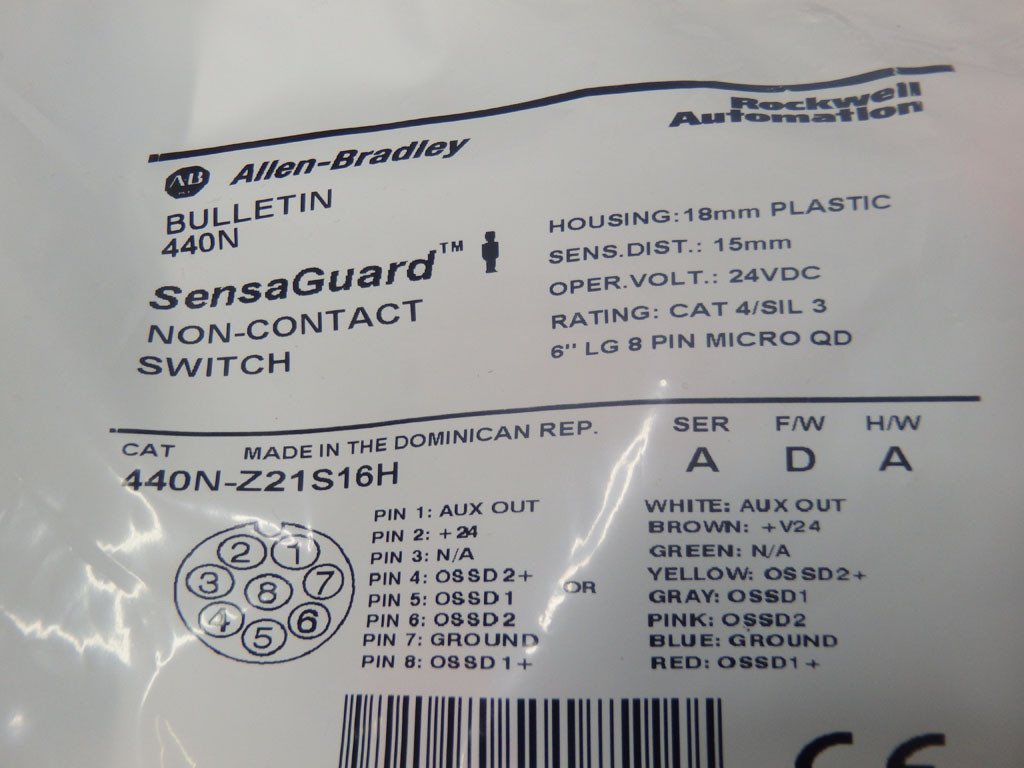 Rockwell
Automation
AB Allen-Bradley
BULLETIN
440N
SensaGuard™
NON-CONTACT
SWITCH
HOUSING:18mm PLASTIC
SENS.DIST.: 15mm
OPER.VOLT.: 24VDC
RATING: CAT 4/SIL 3
6" LG 8 PIN MICRO QD
CAT MADE IN THE DOMINICAN REP.
440N-Z21S16H
SER F/W H/W
A D A
2 1
3 8 7
4 5 6
PIN 1: AUX OUT
PIN 2: +24
PIN 3: N/A
PIN 4: OSSD2+
PIN 5: OSSD1
PIN 6: OSSD2
PIN 7: GROUND
PIN 8: OSSD1+
OR
WHITE: AUX OUT
BROWN: +V24
GREEN: N/A
YELLOW: OSSD2+
GRAY: OSSD1
PINK: OSSD2
BLUE: GROUND
RED: OSSD1+
CE